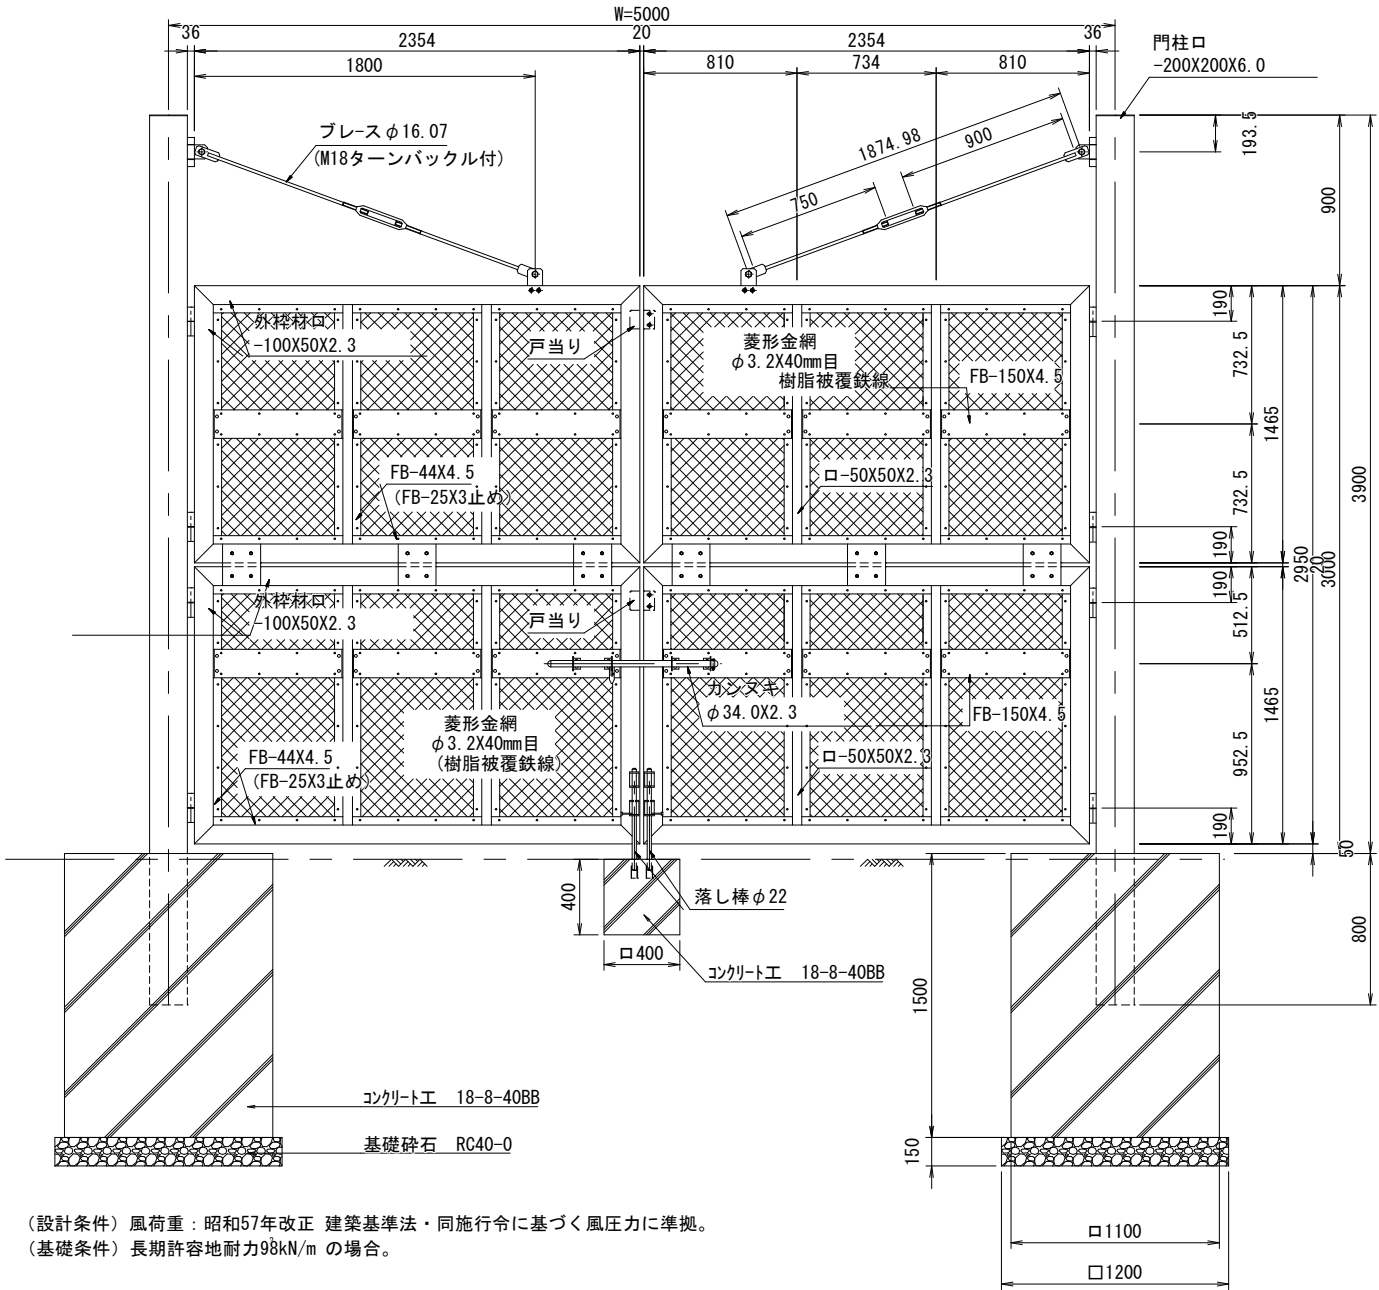 W=5000
36
2354
20
2354
36
1800
810
734
810
門柱口
-200X200X6.0
ブレースφ16.07
(M18ターンバックル付)
1874.98
900
750
193.5
900
外枠材口
-100X50X2.3
戸当り
菱形金網
φ3.2X40mm目
樹脂被覆鉄線
FB-150X4.5
190
732.5
1465
3900
FB-44X4.5
(FB-25X3止め)
ロ-50X50X2.3
732.5
190
2950
20
3000
190
外枠材口
-100X50X2.3
戸当り
512.5
カンヌキ
φ34.0X2.3
FB-150X4.5
1465
菱形金網
φ3.2X40mm目
(樹脂被覆鉄線)
FB-44X4.5
(FB-25X3止め)
ロ-50X50X2.3
952.5
190
50
400
落し棒φ22
800
ロ400
コンクリート工 18-8-40BB
1500
コンクリート工 18-8-40BB
基礎砕石 RC40-0
150
(設計条件) 風荷重:昭和57年改正 建築基準法・同施行令に基づく風圧力に準拠。
(基礎条件) 長期許容地耐力98kN/m の場合。
ロ1100
□1200